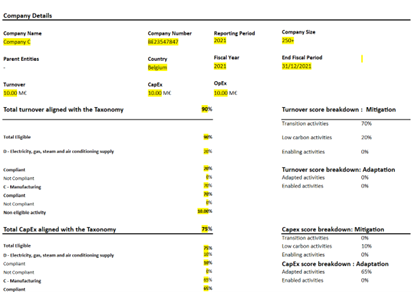 Company Details
Company Name Company Number Reporting Period Company Size
Company C BE23547847 2021 250+
Parent Entities Country Fiscal Year End Fiscal Period
- Belgium 2021 31/12/2021
Turnover CapEx OpEx
10.00 M€ 10.00 M€ 10.00 M€
Total turnover aligned with the Taxonomy 90% Turnover score breakdown : Mitigation
Transition activities 70%
Total Eligible 90% Low carbon activities 20%
D - Electricity, gas, steam and air conditioning supply 20% Enabling activities 0%
Compliant 20% Turnover score breakdown: Adaptation
Not Compliant 0% Adapted activities 0%
C - Manufacturing 70% Enabled activities 0%
Compliant 70%
Not Compliant 0%
Non eligible activity 10.00%
Total CapEx aligned with the Taxonomy 75% Capex score breakdown: Mitigation
Transition activities 0%
Total Eligible 75% Low carbon activities 10%
D - Electricity, gas, steam and air conditioning supply 10% Enabling activities 0%
Compliant 10% CapEx score breakdown : Adaptation
Not Compliant 0% Adapted activities 65%
C - Manufacturing 65% Enabled activities 0%
Compliant 65%